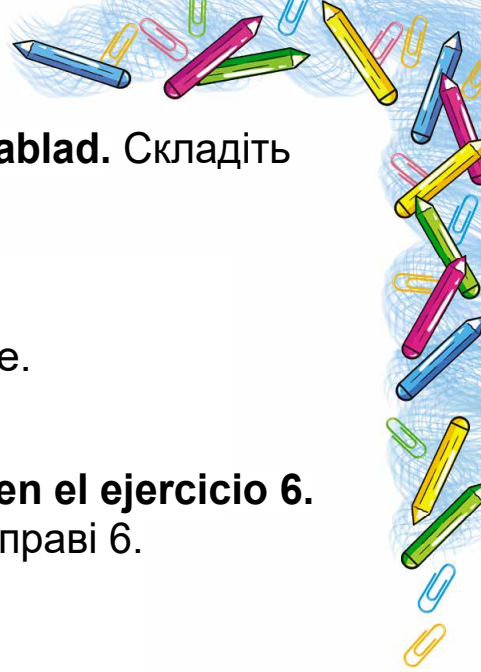 ablad. Складіть
е.
en el ejercicio 6.
праві 6.